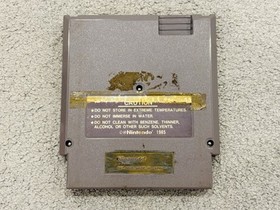 CAUTION
●DO NOT STORE IN EXTREME TEMPERATURES.
●DO NOT IMMERSE IN WATER.
●DO NOT CLEAN WITH BENZENE, THINNER,
ALCOHOL OR OTHER SUCH SOLVENTS.
©Nintendo 1985